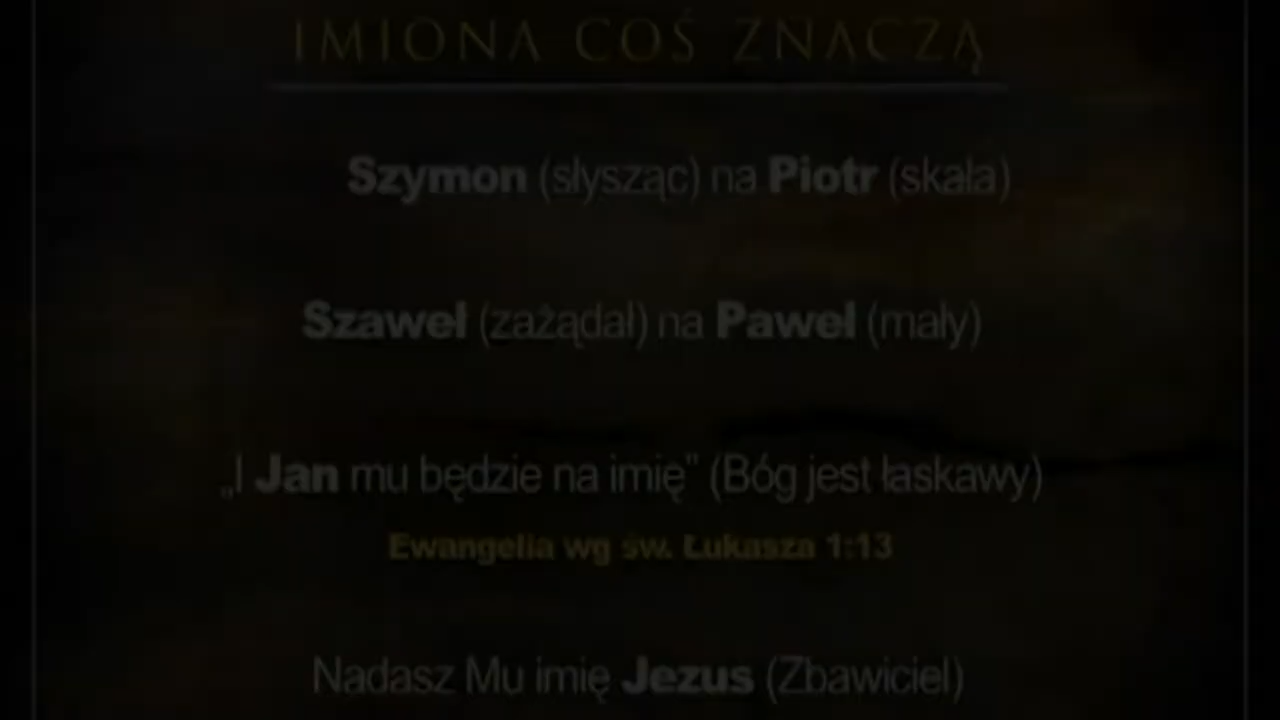 IMIONA COŚ ZNACZĄ
Szymon (słysząc) na Piotr (skała)
Szaweł (zażądał) na Paweł (mały)
„I Jan mu będzie na imię” (Bóg jest łaskawy)
Ewangelia wg św. Łukasza 1:13
Nadasz Mu imię Jezus (Zbawiciel)